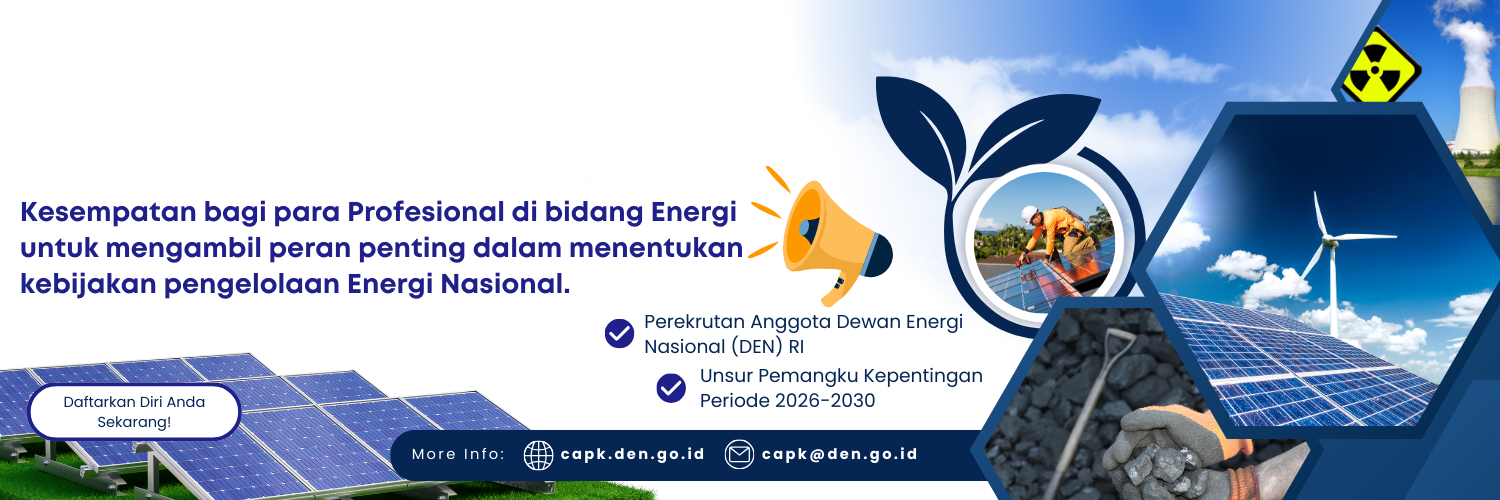 Kesempatan bagi para Profesional di bidang Energi
untuk mengambil peran penting dalam menentukan
kebijakan pengelolaan Energi Nasional.
Perekrutan Anggota Dewan Energi
Nasional (DEN) RI
Unsur Pemangku Kepentingan
Periode 2026-2030
Daftarkan Diri Anda
Sekarang!
More Info: capk.den.go.id capk@den.go.id